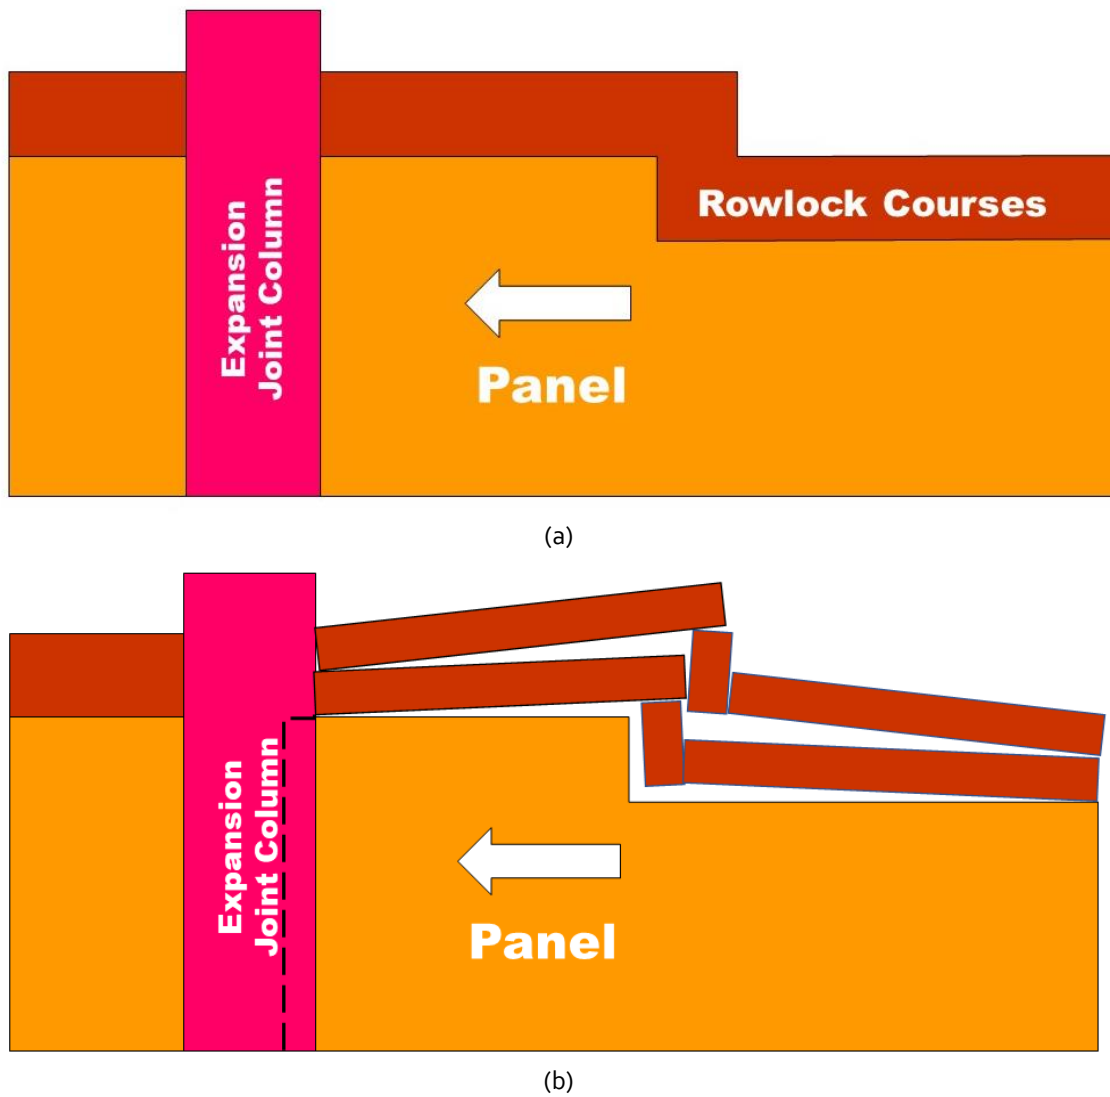 Rowlock Courses
Expansion
Joint Column
Panel
(a)
Expansion
Joint Column
Panel
(b)